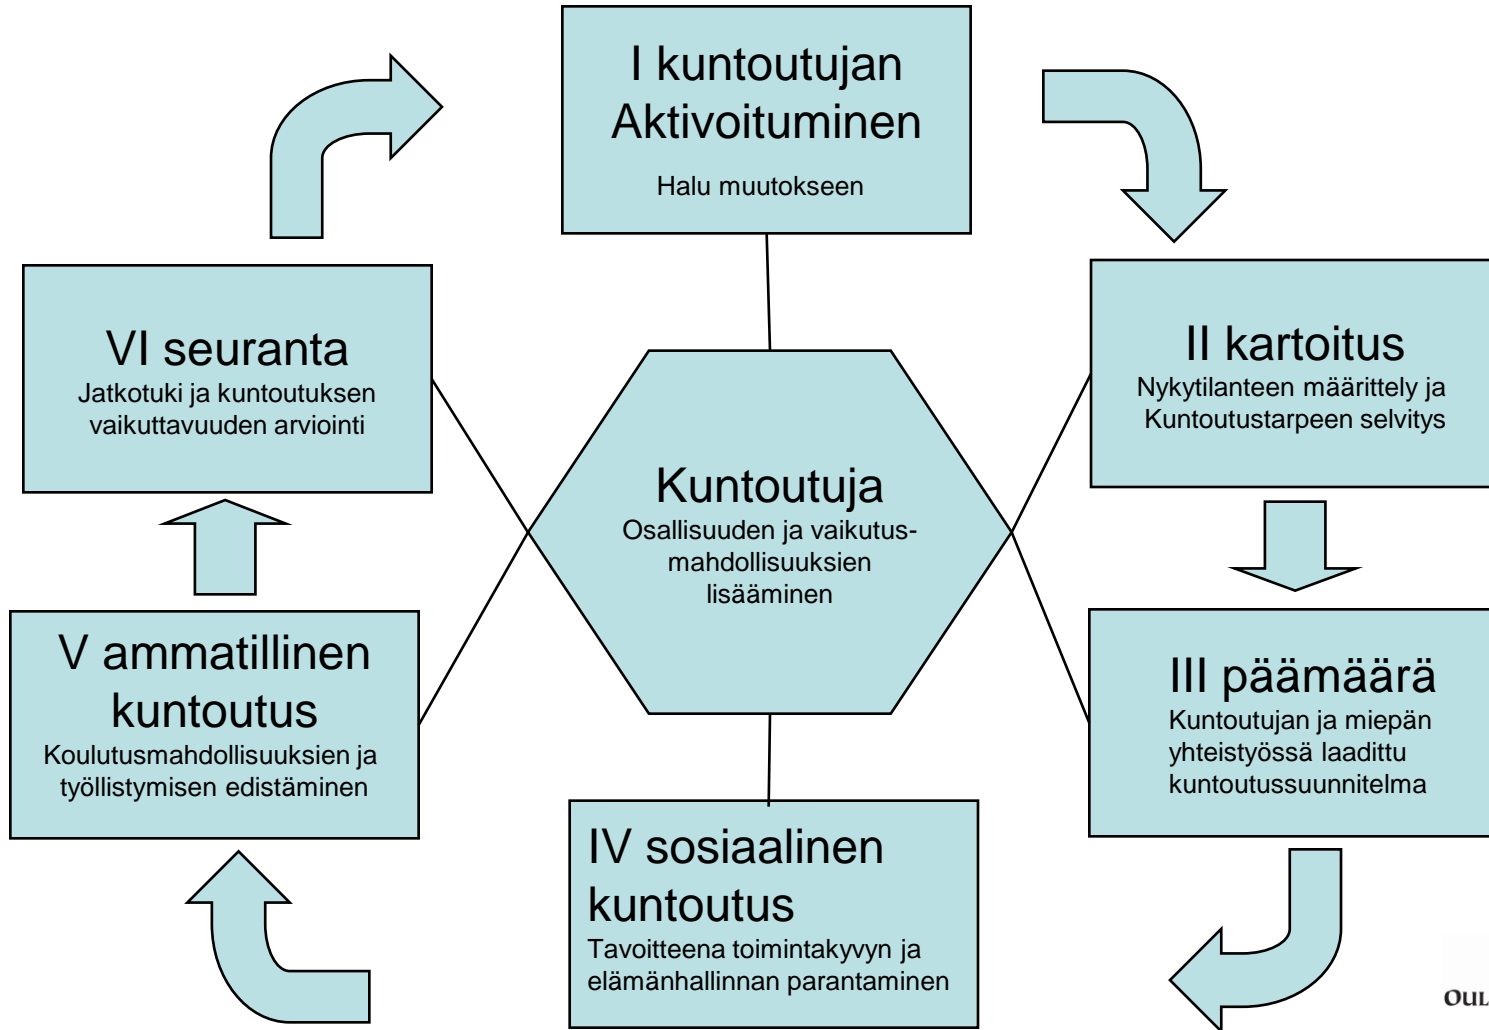 I kuntoutujan
Aktivoituminen
Halu muutokseen
II kartoitus
Nykytilanteen määrittely ja
Kuntoutustarpeen selvitys
III päämäärä
Kuntoutujan ja miepän
yhteistyössä laadittu
kuntoutussuunnitelma
IV sosiaalinen
kuntoutus
Tavoitteena toimintakyvyn ja
elämänhallinnan parantaminen
V ammatillinen
kuntoutus
Koulutusmahdollisuuksien ja
työllistymisen edistäminen
VI seuranta
Jatkotuki ja kuntoutuksen
vaikuttavuuden arviointi
Kuntoutuja
Osallisuuden ja vaikutus-
mahdollisuuksien
lisääminen